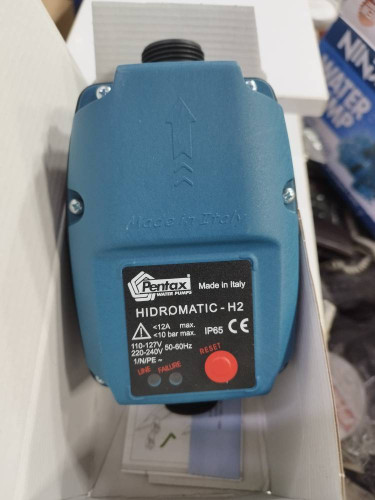 NIN
WATER
MP
Made in Italy
Pentax
WATER PUMPS
Made in Italy
HIDROMATIC - H2
<12A max.
<10 bar max.
IP65 CE
110-127V
220-240V 50-60Hz
1/N/PE ~
RESET
LINE FAILURE